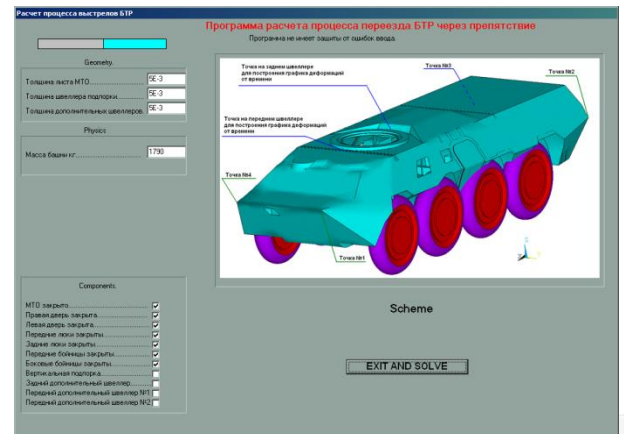 Расчет процесса выстрелов БТР
Программа расчета процесса переезда БТР через препятствие
Программа не имеет защиты от ошибок ввода.
Geometry.
Толщина листа МТО
5E-3
Толщина швеллера подпорки
5E-3
Толщина дополнительных швеллеров
5E-3
Physics
Масса башни кг
1790
Точка на заднем швеллере
для построения графика деформаций
от времени
Точка №3
Точка №2
Точка на переднем швеллере
для построения графика деформаций
от времени
Точка №4
Точка №1
Scheme
Components.
МТО закрыто
Правая дверь закрыта
Левая дверь закрыта
Передние люки закрыты
Задние люки закрыты
Передние бойницы закрыты
Боковые бойницы закрыты
Вертикальная подпорка
Задний дополнительный швеллер
Передний дополнительный швеллер №1
Передний дополнительный швеллер №2
EXIT AND SOLVE